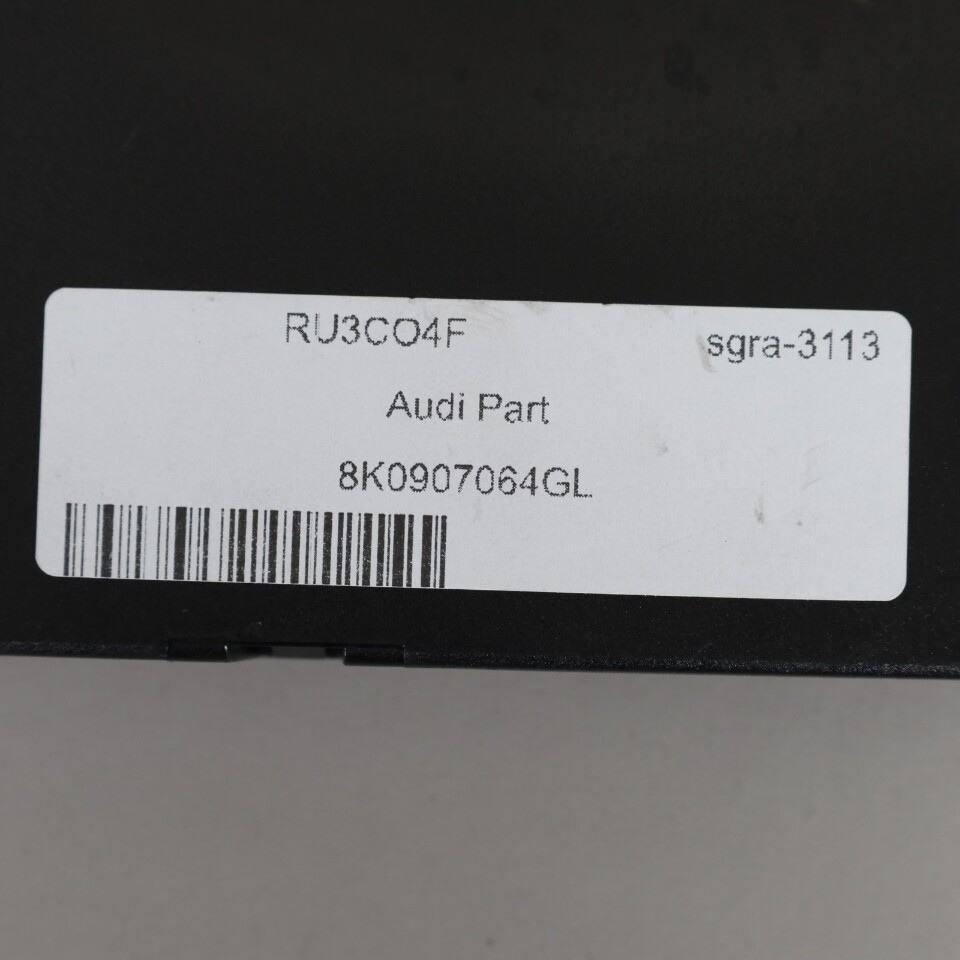 RU3CO4F sgra-3113
Audi Part
8K0907064GL